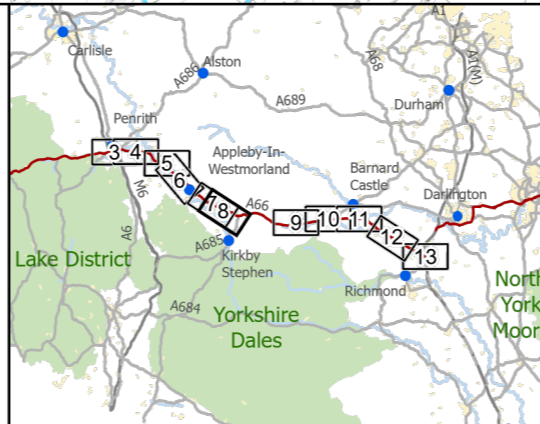 A1
Carlisle
A686
Alston
A68
A1(M)
A689
Durham
Penrith
3 4
5
6
Appleby-In-
Westmorland
Barnard
Castle
Darlington
7
8
A66
9
10
11
12
13
M6
A6
A685
Kirkby
Stephen
Lake District
Richmond
A684
Yorkshire
Dales
North
York
Moor